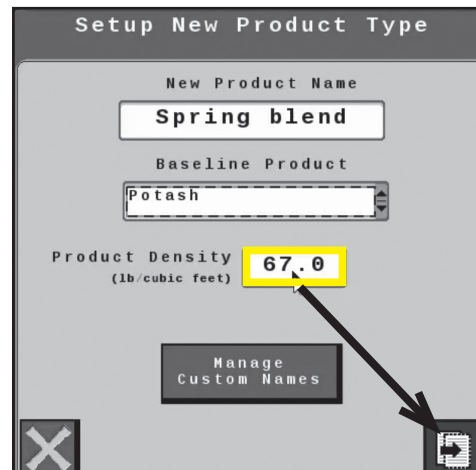 Setup New Product Type
New Product Name
Spring blend
Baseline Product
Potash
Product Density
(lb/cubic feet)
67.0
Manage
Custom Names